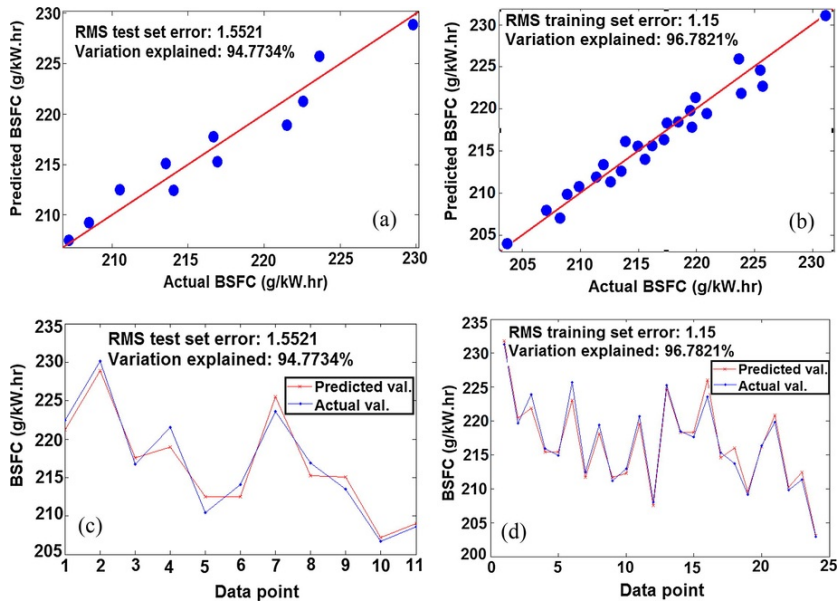 RMS test set error: 1.5521
Variation explained: 94.7734%
Predicted BSFC (g/kW.hr)
230
225
220
215
210
210
215
220
225
230
Actual BSFC (g/kW.hr)
(a)
RMS training set error: 1.15
Variation explained: 96.7821%
Predicted BSFC (g/kW.hr)
230
225
220
215
210
205
205
210
215
220
225
230
Actual BSFC (g/kW.hr)
(b)
RMS test set error: 1.5521
Variation explained: 94.7734%
Predicted val.
Actual val.
BSFC (g/kW.hr)
235
230
225
220
215
210
205
1
2
3
4
5
6
7
8
9
10
11
Data point
(c)
RMS training set error: 1.15
Variation explained: 96.7821%
Predicted val.
Actual val.
BSFC (g/kW.hr)
235
230
225
220
215
210
205
200
0
5
10
15
20
25
Data point
(d)